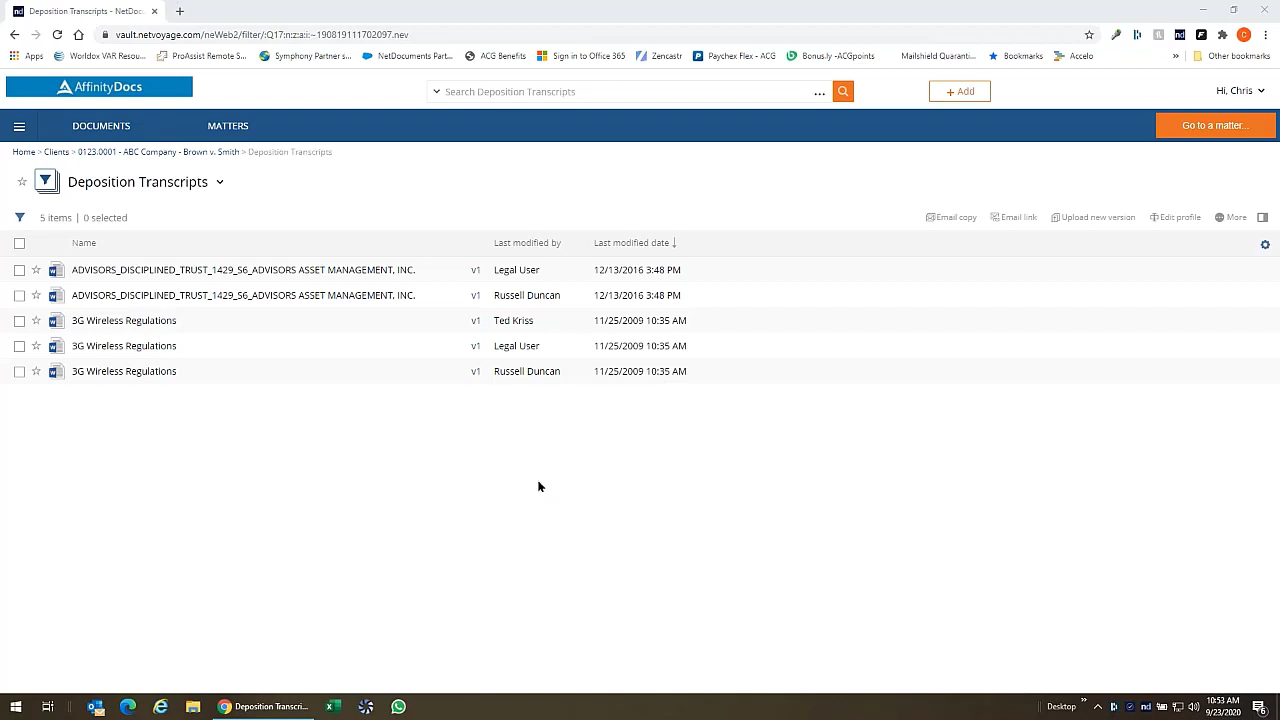 Deposition Transcripts - NetDoc
vault.netvoyage.com/neWeb2/filter/:Q17:n:z:a:i:~190819111702097.nev
Apps
Worldox VAR Resou...
ProAssist Remote S...
Symphony Partner s...
NetDocuments Part...
ACG Benefits
Sign in to Office 365
Zencastr
Paychex Flex - ACG
Bonus.ly -ACGpoints
Mailshield Quaranti...
Bookmarks
Accelo
»
Other bookmarks
AffinityDocs
Search Deposition Transcripts
...
+ Add
Hi, Chris
DOCUMENTS
MATTERS
Go to a matter...
Home > Clients > 0123.0001 - ABC Company - Brown v. Smith > Deposition Transcripts
Deposition Transcripts
5 items | 0 selected
Email copy
Email link
Upload new version
Edit profile
More
Name Last modified by Last modified date ↓
ADVISORS_DISCIPLINED_TRUST_1429_S6_ADVISORS ASSET MANAGEMENT, INC. v1 Legal User 12/13/2016 3:48 PM
ADVISORS_DISCIPLINED_TRUST_1429_S6_ADVISORS ASSET MANAGEMENT, INC. v1 Russell Duncan 12/13/2016 3:48 PM
3G Wireless Regulations v1 Ted Kriss 11/25/2009 10:35 AM
3G Wireless Regulations v1 Legal User 11/25/2009 10:35 AM
3G Wireless Regulations v1 Russell Duncan 11/25/2009 10:35 AM
Deposition Transcri...
Desktop
»
10:53 AM
9/23/2020